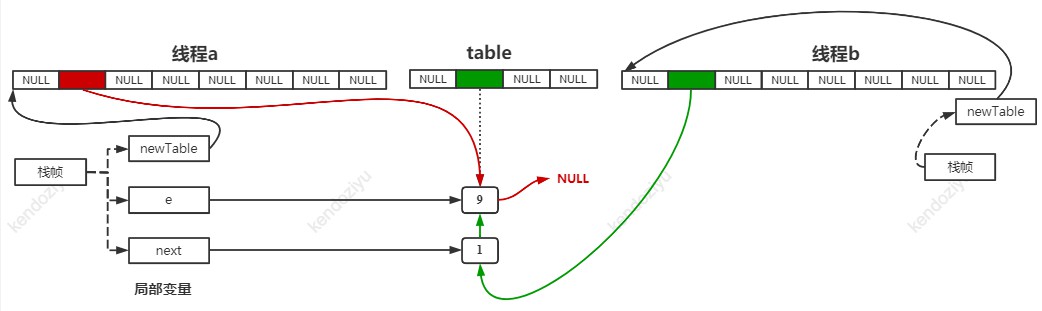 线程a
table
线程b
NULL NULL NULL NULL NULL NULL NULL
NULL NULL NULL
NULL NULL NULL NULL NULL NULL NULL
newTable
newTable
栈帧
栈帧
NULL
e
9
next
1
局部变量
kendoziyu
kendoziyu
kendoziyu
kendoziyu